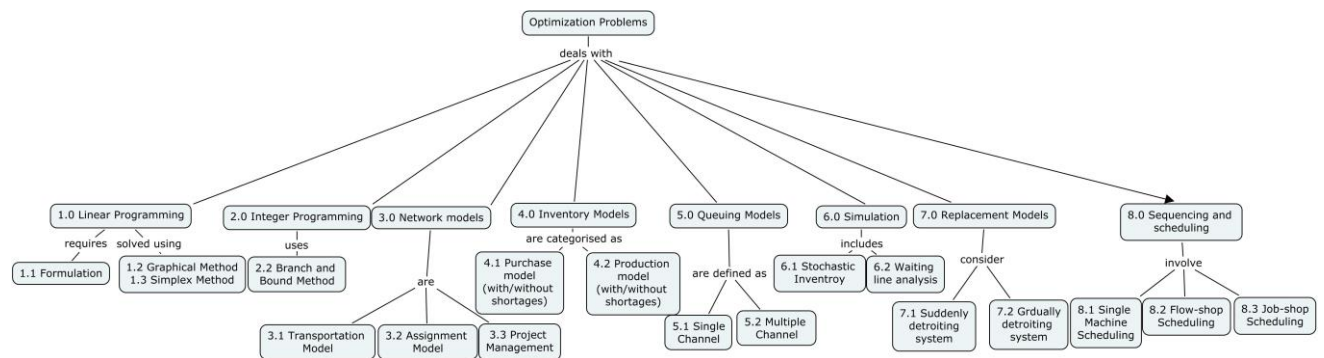 Optimization Problems
deals with
1.0 Linear Programming
2.0 Integer Programming
3.0 Network models
4.0 Inventory Models
5.0 Queuing Models
6.0 Simulation
7.0 Replacement Models
8.0 Sequencing and
scheduling
requires
solved using
uses
are categorised as
includes
1.1 Formulation
1.2 Graphical Method
1.3 Simplex Method
2.2 Branch and
Bound Method
are
4.1 Purchase
model
(with/without
shortages)
4.2 Production
model
(with/without
shortages)
are defined as
6.1 Stochastic
Inventroy
6.2 Waiting
line analysis
consider
involve
3.1 Transportation
Model
3.2 Assignment
Model
3.3 Project
Management
5.1 Single
Channel
5.2 Multiple
Channel
7.1 Suddenly
detroiting
system
7.2 Grdually
detroiting
system
8.1 Single
Machine
Scheduling
8.2 Flow-shop
Scheduling
8.3 Job-shop
Scheduling